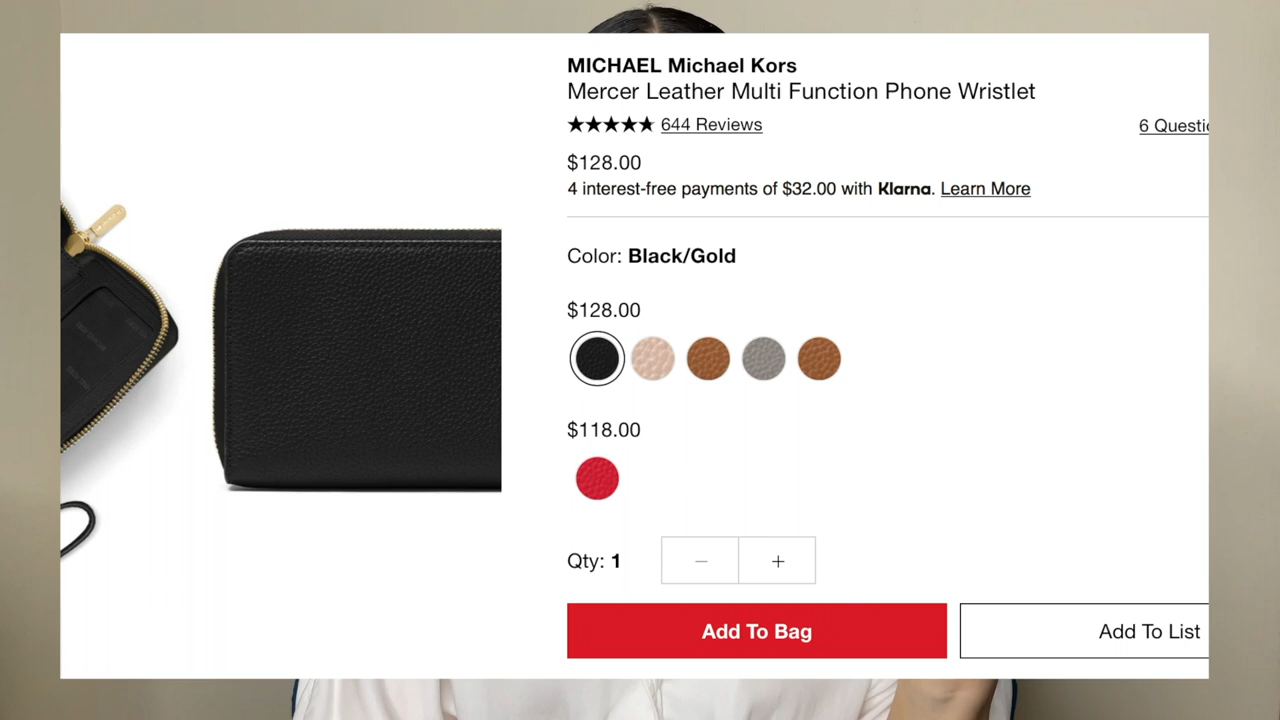 MICHAEL Michael Kors
Mercer Leather Multi Function Phone Wristlet
644 Reviews
6
$128.00
4 interest-free payments of $32.00 with Klarna. Learn More
Color: Black/Gold
$128.00
$118.00
Qty: 1
Add To Bag
Add To List